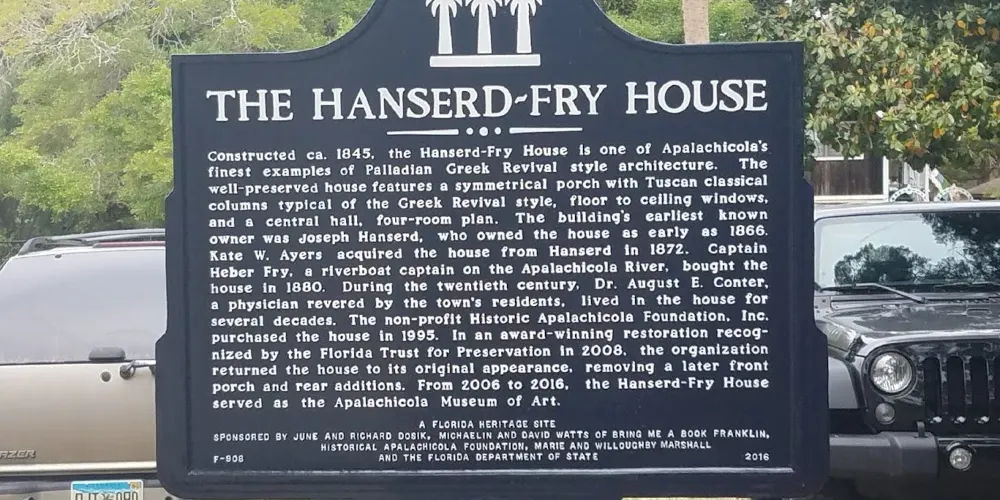 THE HANSERD-FRY HOUSE
Constructed ca. 1845, the Hanserd-Fry House is one of Apalachicola's
finest examples of Palladian Greek Revival style architecture. The
well-preserved house features a symmetrical porch with Tuscan classical
columns typical of the Greek Revival style, floor to ceiling windows,
and a central hall, four-room plan. The building's earliest known
owner was Joseph Hanserd, who owned the house as early as 1866.
Kate W. Ayers acquired the house from Hanserd in 1872. Captain
Heber Fry, a riverboat captain on the Apalachicola River, bought the
house in 1880. During the twentieth century, Dr. August E. Conter,
a physician revered by the town's residents, lived in the house for
several decades. The non-profit Historic Apalachicola Foundation, Inc.
purchased the house in 1995. In an award-winning restoration recog-
nized by the Florida Trust for Preservation in 2008, the organization
returned the house to its original appearance, removing a later front
porch and rear additions. From 2006 to 2016, the Hanserd-Fry House
served as the Apalachicola Museum of Art.
A FLORIDA HERITAGE SITE
SPONSORED BY JUNE AND RICHARD DOSIK, MICHAELIN AND DAVID WATTS OF BRING ME A BOOK FRANKLIN,
HISTORICAL APALACHICOLA FOUNDATION, MARIE AND WILLOUGHBY MARSHALL
AND THE FLORIDA DEPARTMENT OF STATE
F-908 2016